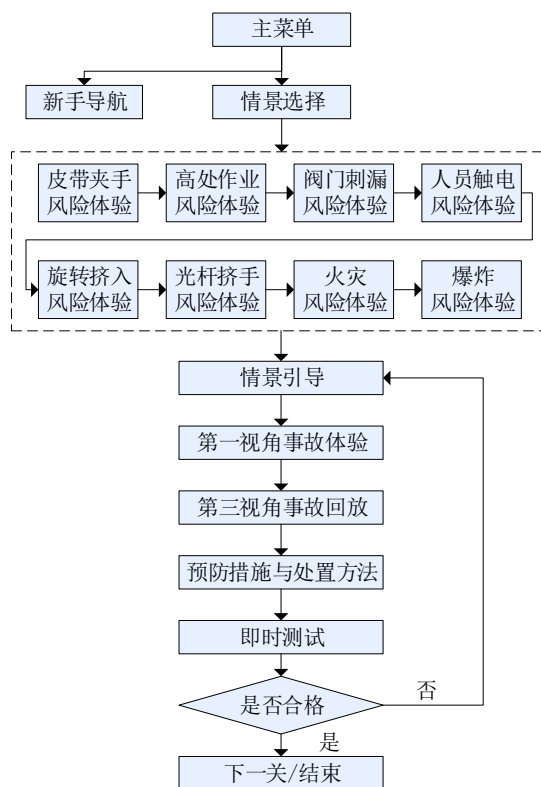 主菜单
新手导航
情景选择
皮带夹手
风险体验
高处作业
风险体验
阀门刺漏
风险体验
人员触电
风险体验
旋转挤入
风险体验
光杆挤手
风险体验
火灾
风险体验
爆炸
风险体验
情景引导
第一视角事故体验
第三视角事故回放
预防措施与处置方法
即时测试
是否合格
否
是
下一关/结束